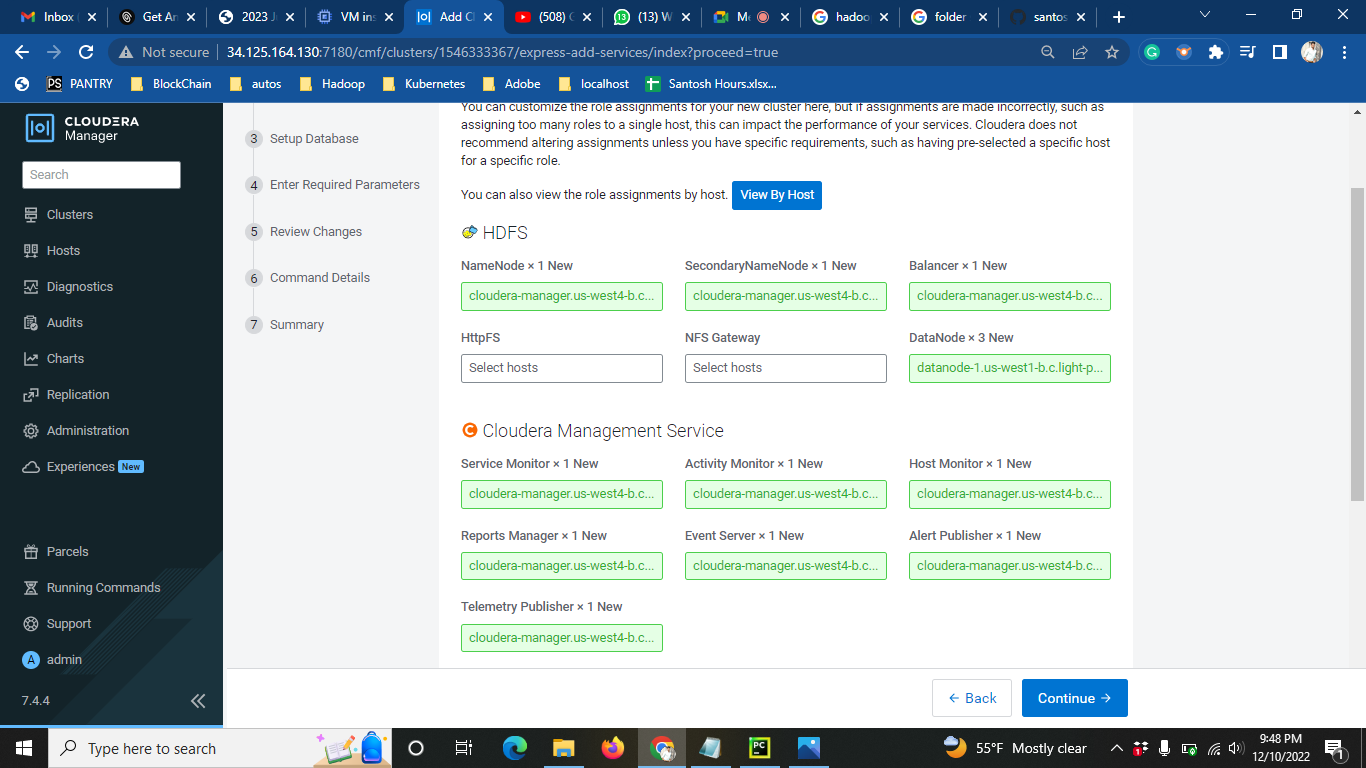 Inbox (
Get An
2023 J
VM ins
Add Cl
(508) C
(13) W
Me
hadoo
folder
santos
Not secure
34.125.164.130:7180/cmf/clusters/1546333367/express-add-services/index?proceed=true
PANTRY
BlockChain
autos
Hadoop
Kubernetes
Adobe
localhost
Santosh Hours.xlsx...
CLOUDERA
Manager
Search
Clusters
Hosts
Diagnostics
Audits
Charts
Replication
Administration
Experiences New
Parcels
Running Commands
Support
A admin
7.4.4
3 Setup Database
4 Enter Required Parameters
5 Review Changes
6 Command Details
7 Summary
You can customize the role assignments for your new cluster here, but if assignments are made incorrectly, such as
assigning too many roles to a single host, this can impact the performance of your services. Cloudera does not
recommend altering assignments unless you have specific requirements, such as having pre-selected a specific host
for a specific role.
You can also view the role assignments by host. View By Host
HDFS
NameNode × 1 New
SecondaryNameNode × 1 New
Balancer × 1 New
cloudera-manager.us-west4-b.c...
cloudera-manager.us-west4-b.c...
cloudera-manager.us-west4-b.c...
HttpFS
NFS Gateway
DataNode × 3 New
Select hosts
Select hosts
datanode-1.us-west1-b.c.light-p...
Cloudera Management Service
Service Monitor × 1 New
Activity Monitor × 1 New
Host Monitor × 1 New
cloudera-manager.us-west4-b.c...
cloudera-manager.us-west4-b.c...
cloudera-manager.us-west4-b.c...
Reports Manager × 1 New
Event Server × 1 New
Alert Publisher × 1 New
cloudera-manager.us-west4-b.c...
cloudera-manager.us-west4-b.c...
cloudera-manager.us-west4-b.c...
Telemetry Publisher × 1 New
cloudera-manager.us-west4-b.c...
← Back
Continue →
Type here to search
55°F Mostly clear
9:48 PM
12/10/2022
1